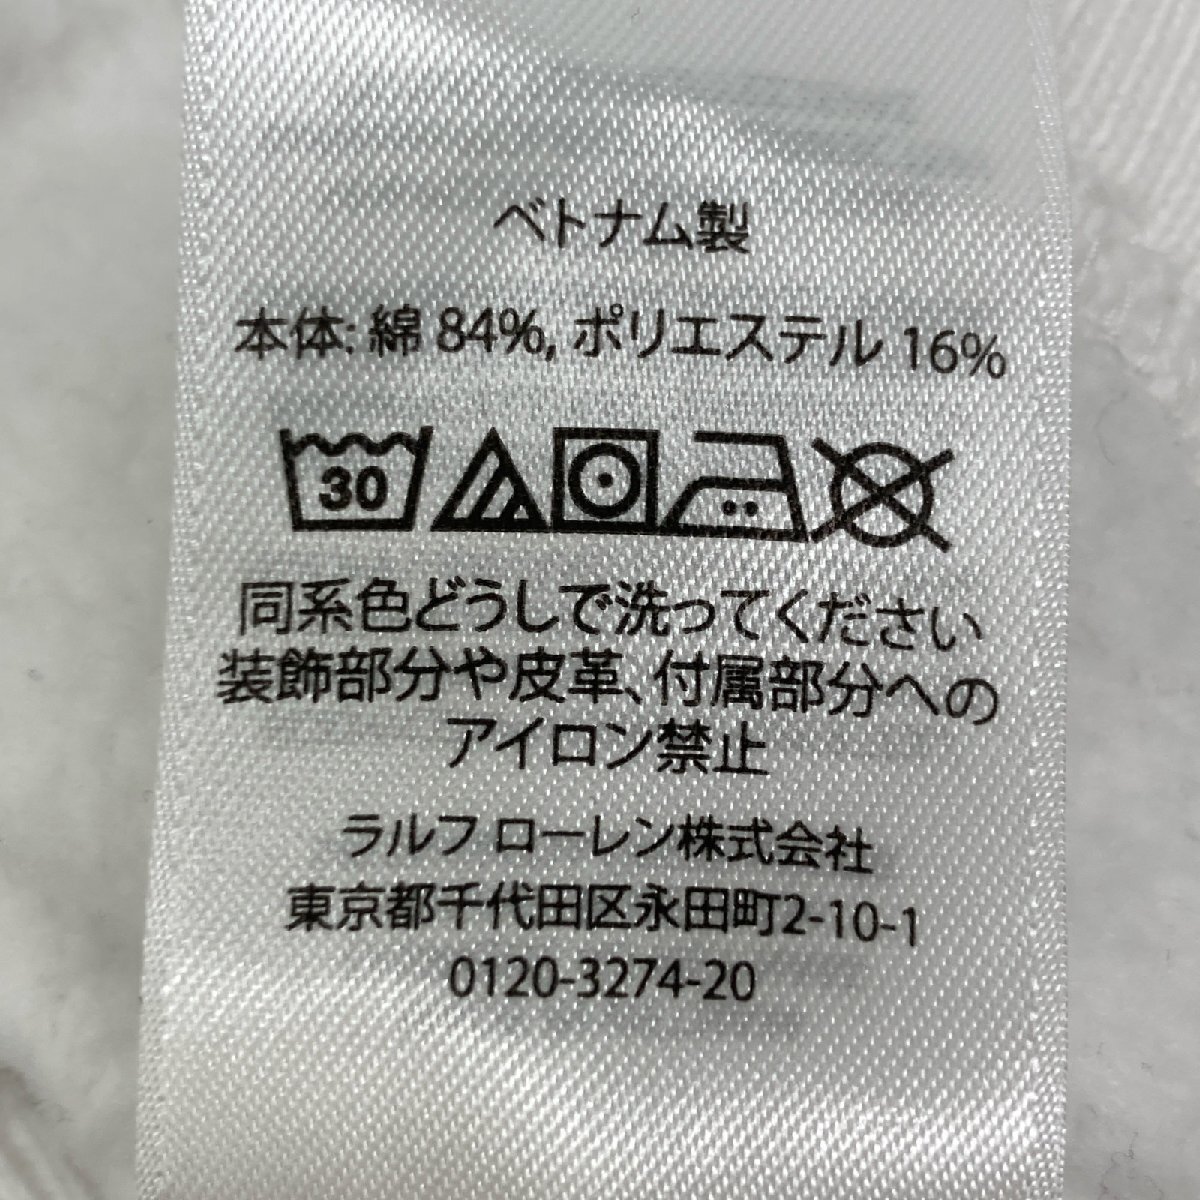 ベトナム製
本体: 綿 84%, ポリエステル 16%
30
同系色どうしで洗ってください
装飾部分や皮革、付属部分への
アイロン禁止
ラルフ ローレン株式会社
東京都千代田区永田町2-10-1
0120-3274-20